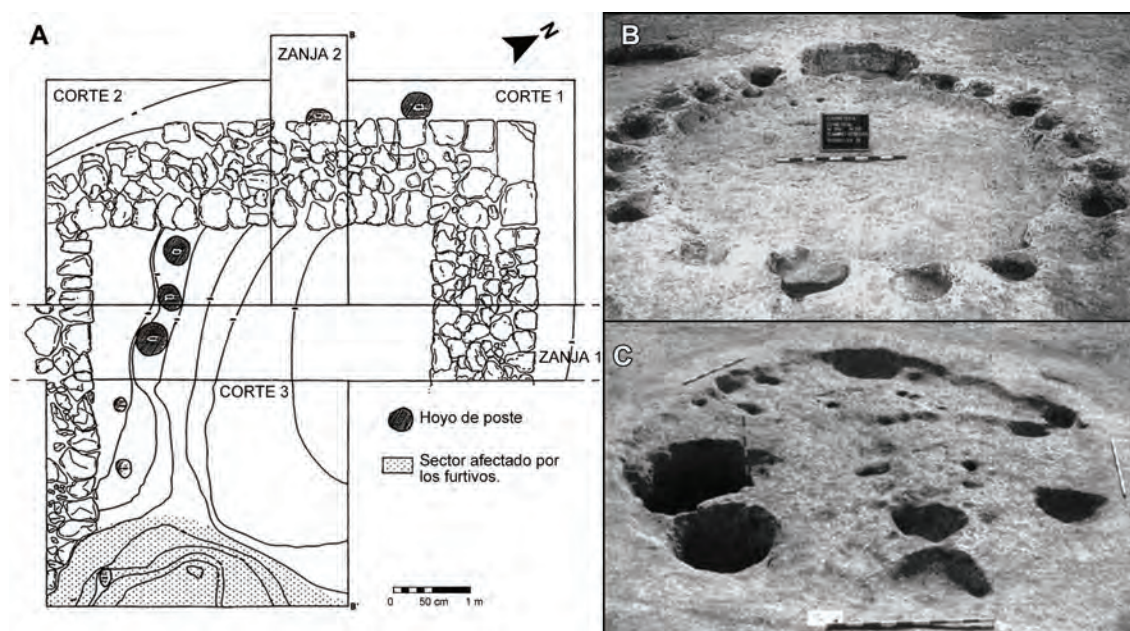 A
N
B
ZANJA 2
CORTE 2
CORTE 1
ZANJA 1
CORTE 3
Hoyo de poste
Sector afectado por
los furtivos.
0 50 cm 1 m
B'
B
C